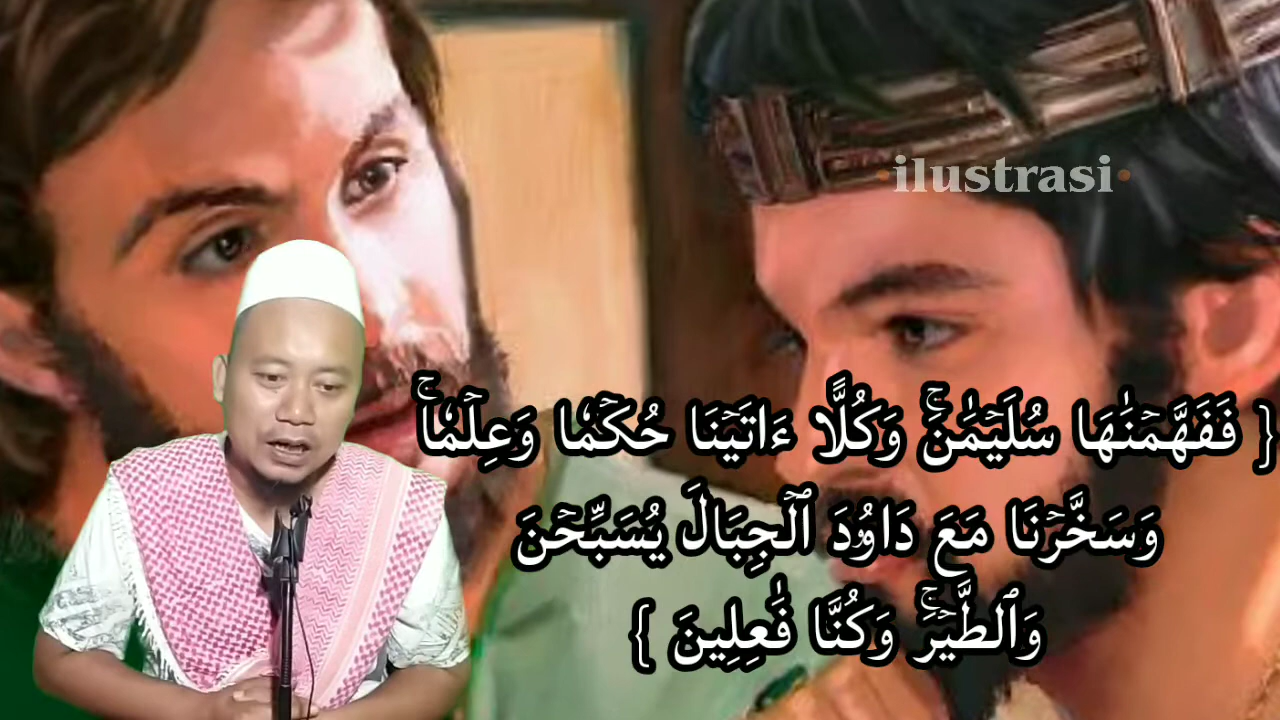 ·ilustrasi·
{ فَفَهَّمۡنَٰهَا سُلَيۡمَٰنَۚ وَكُلًّا ءَاتَيۡنَا حُكۡمٗا وَعِلۡمٗاۚ
وَسَخَّرۡنَا مَعَ دَاوُۥدَ ٱلۡجِبَالَ يُسَبِّحۡنَ
وَٱلطَّيۡرَۚ وَكُنَّا فَٰعِلِينَ }